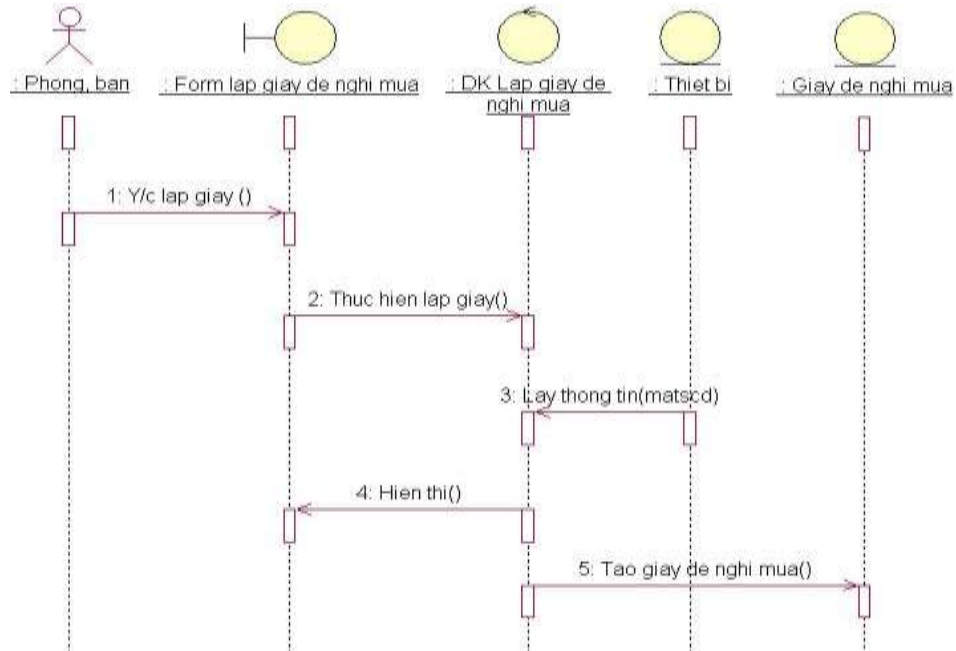 : Phong, ban
: Form lap giay de nghi mua
: DK Lap giay de
nghi mua
: Thiet bi
: Giay de nghi mua
1: Y/c lap giay ()
2: Thuc hien lap giay()
3: Lay thong tin(matscd)
4: Hien thi()
5: Tao giay de nghi mua()